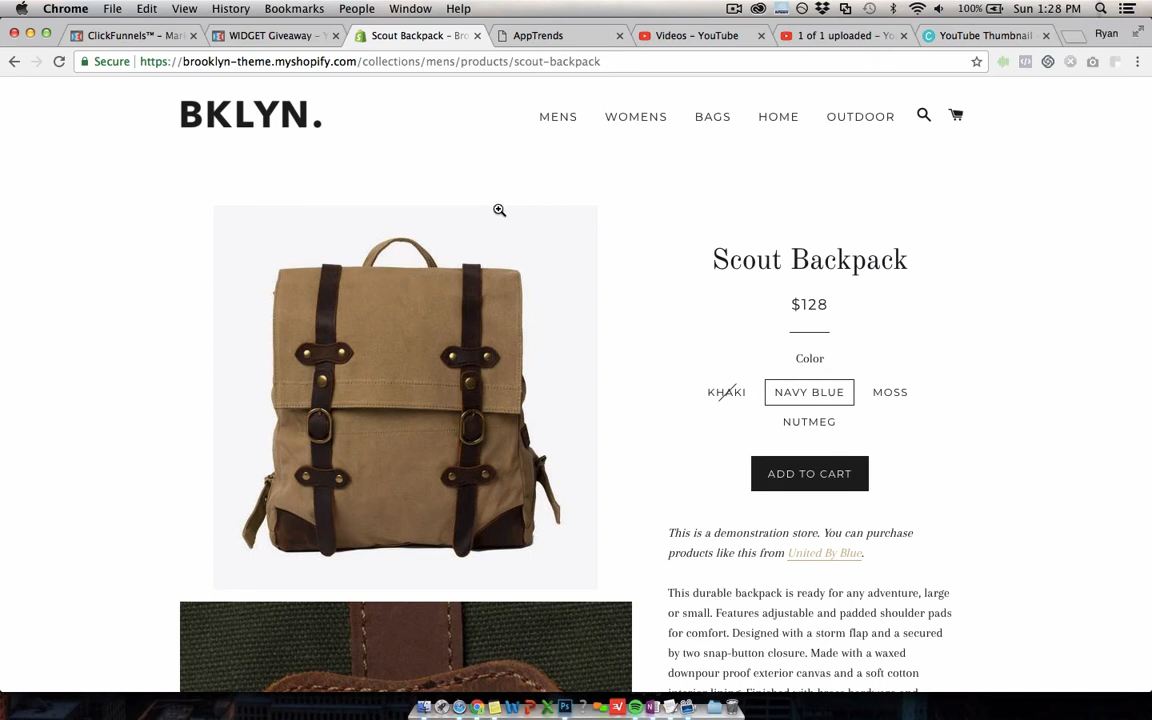 Chrome File Edit View History Bookmarks People Window Help 100% Sun 1:28 PM
ClickFunnels™ - Mark WIDGET Giveaway - Y Scout Backpack - Bro AppTrends Videos - YouTube 1 of 1 uploaded - You YouTube Thumbnail Ryan
Secure https://brooklyn-theme.myshopify.com/collections/mens/products/scout-backpack
BKLYN.
MENS WOMENS BAGS HOME OUTDOOR
Scout Backpack
$128
Color
KHAKI NAVY BLUE MOSS
NUTMEG
ADD TO CART
This is a demonstration store. You can purchase
products like this from United By Blue.
This durable backpack is ready for any adventure, large
or small. Features adjustable and padded shoulder pads
for comfort. Designed with a storm flap and a secured
by two snap-button closure. Made with a waxed
downpour proof exterior canvas and a soft cotton